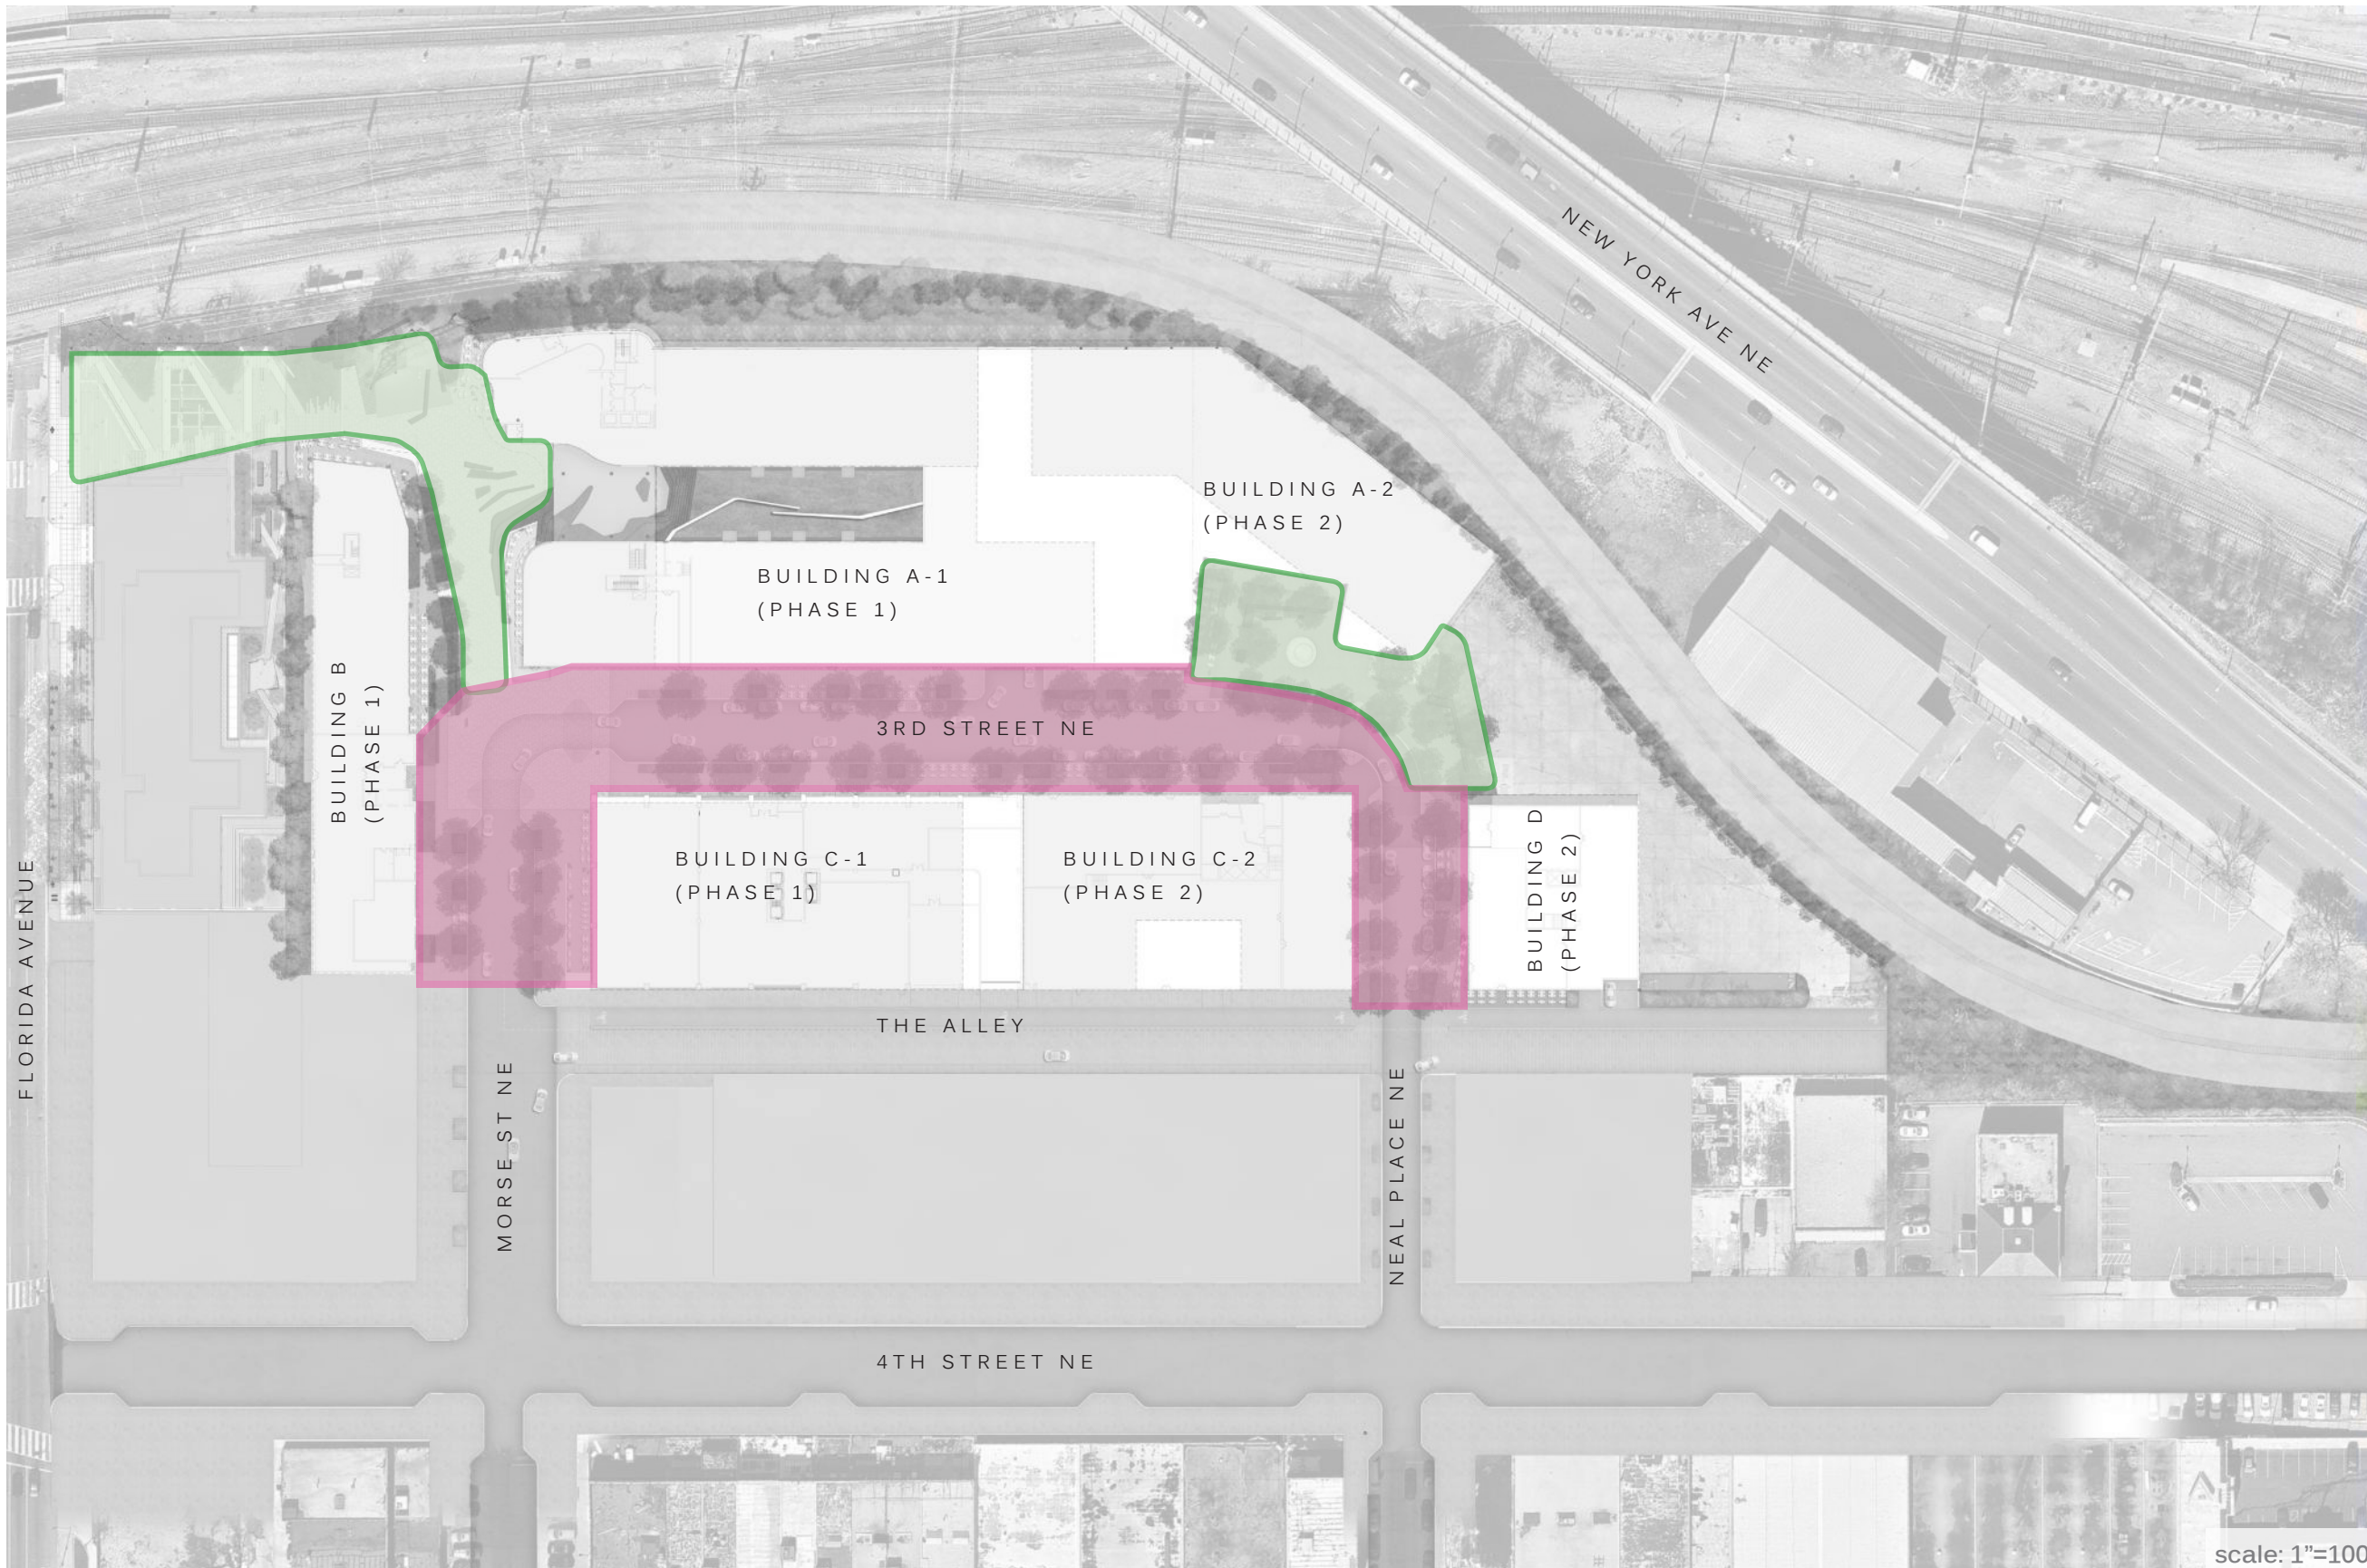 NEW YORK AVE NE
BUILDING A-2
(PHASE 2)
BUILDING A-1
(PHASE 1)
BUILDING B
(PHASE 1)
3RD STREET NE
BUILDING C-1
(PHASE 1)
BUILDING C-2
(PHASE 2)
BUILDING D
(PHASE 2)
FLORIDA AVENUE
THE ALLEY
MORSE ST NE
NEAL PLACE NE
4TH STREET NE
scale: 1”=100